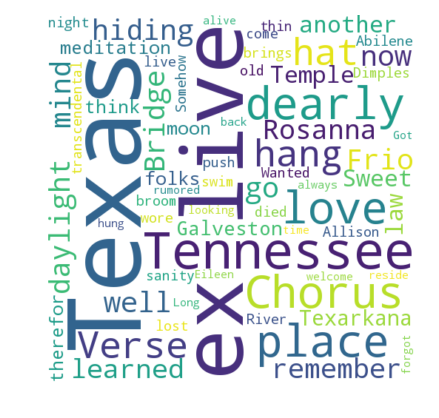 night
hiding
alive
thin
come
another
meditation
live
Somehow
brings
hat
now
Abilene
mind
transcendental
think
old
Temple
Dimples
Bridge
moon
back
dearly
Got
Texas
ex
live
push
Rosanna
folks
hang
Frio
rumored
Wanted
Sweet
daylight
broom
swim
go
always
hung
wore
looking
died
love
law
Galveston
time
Allison
Tennessee
sanity
Eileen
welcome
reside
therefor
well
Long
Chorus
lost
River
Texarkana
Verse
place
forgot
learned
remember